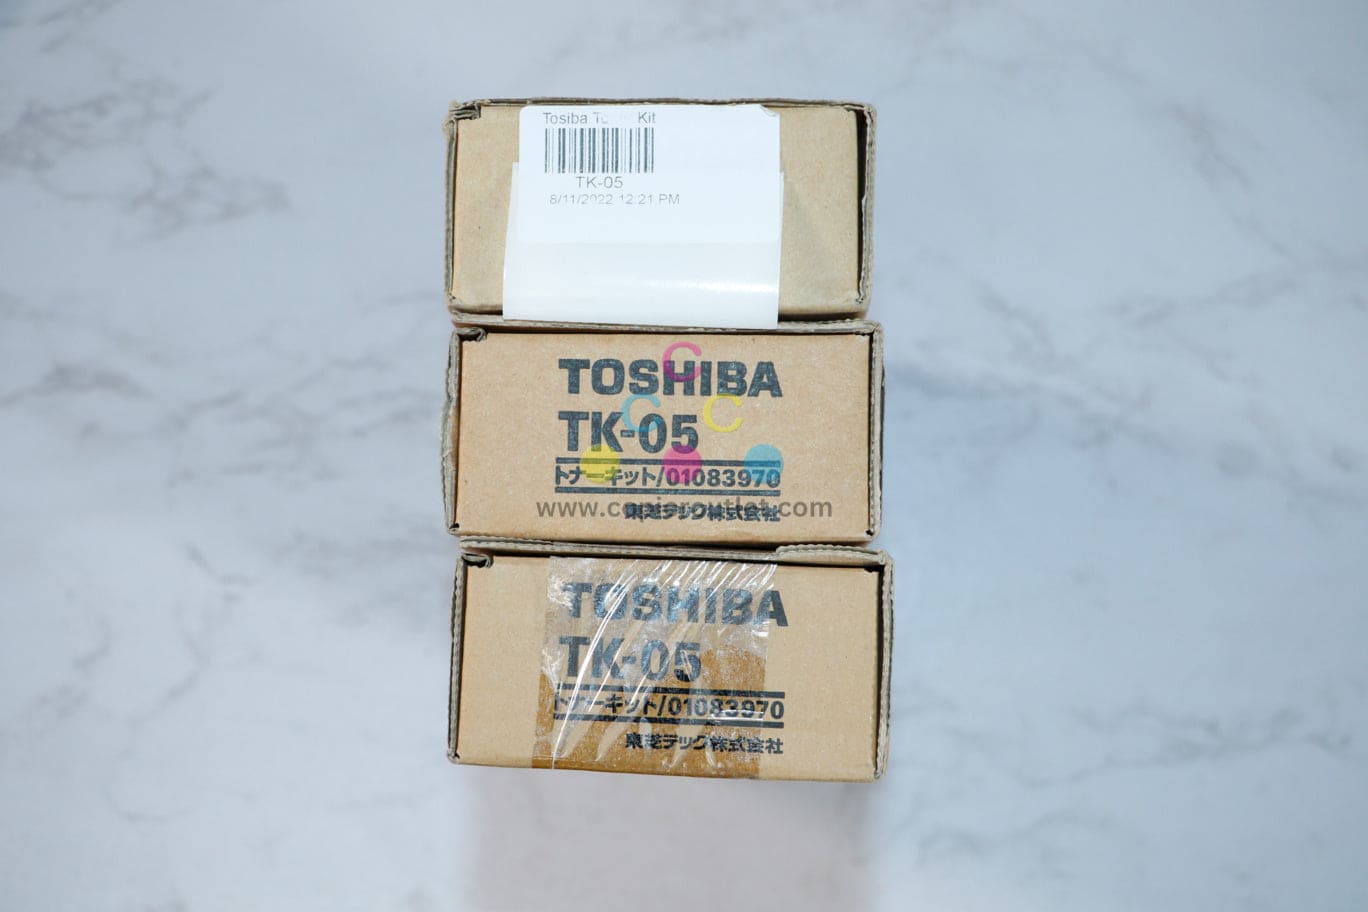 Tosiba Kit
TK-05
8/11/2022 12:21 PM
TOSHIBA
TK-05
トナーキット/01083970
www.copieroutlet.com
東芝テック株式会社
TOSHIBA
TK-05
トナーキット/01083970
東芝テック株式会社